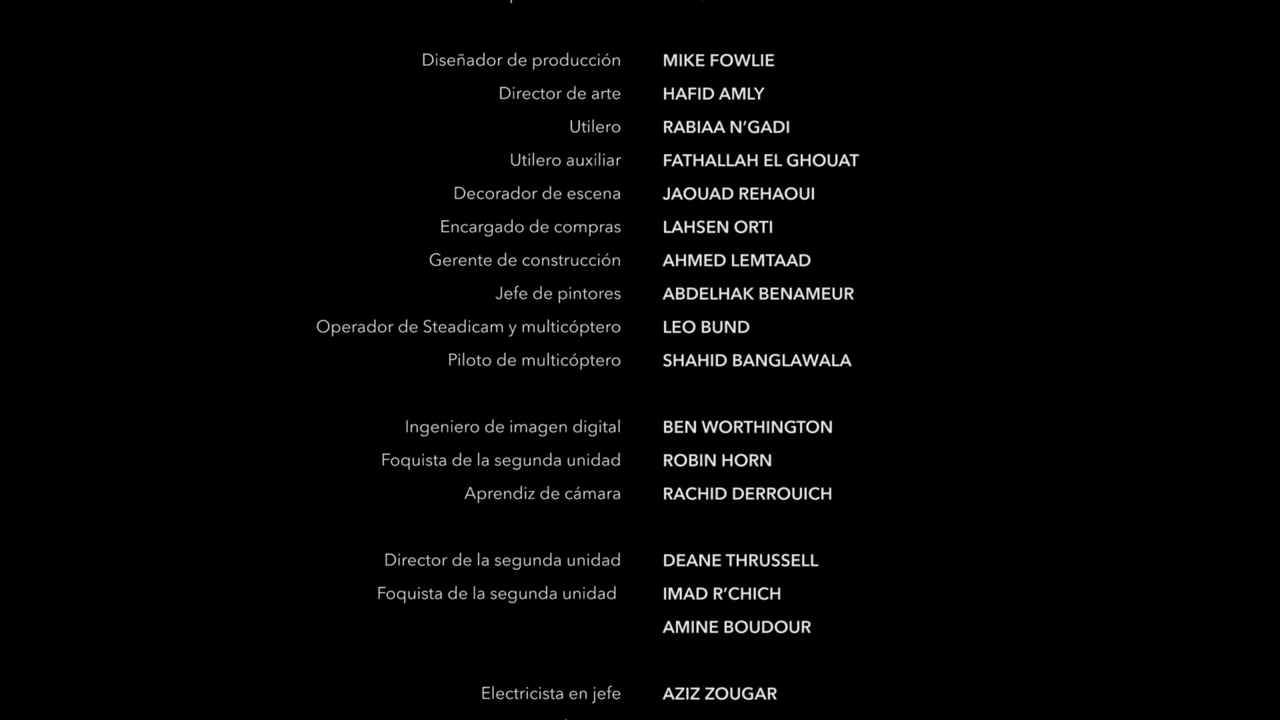 Diseñador de producción MIKE FOWLIE
Director de arte HAFID AMLY
Utilero RABIAA N’GADI
Utilero auxiliar FATHALLAH EL GHOUAT
Decorador de escena JAOUAD REHAOUI
Encargado de compras LAHSEN ORTI
Gerente de construcción AHMED LEMTAAD
Jefe de pintores ABDELHAK BENAMEUR
Operador de Steadicam y multicóptero LEO BUND
Piloto de multicóptero SHAHID BANGLAWALA
Ingeniero de imagen digital BEN WORTHINGTON
Foquista de la segunda unidad ROBIN HORN
Aprendiz de cámara RACHID DERROUICH
Director de la segunda unidad DEANE THRUSSELL
Foquista de la segunda unidad IMAD R’CHICH
AMINE BOUDOUR
Electricista en jefe AZIZ ZOUGAR